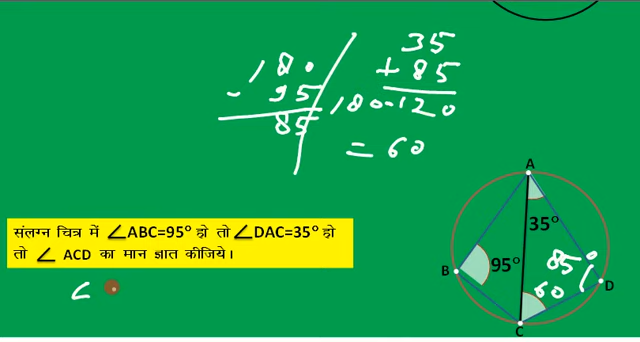 180
- 95
85
35
+ 85
180-120
= 60
संलग्न चित्र में ∠ABC=95° हो तो ∠DAC=35° हो
तो ∠ ACD का मान ज्ञात कीजिये।
∠
A
35°
B
95°
85°
60
D
C